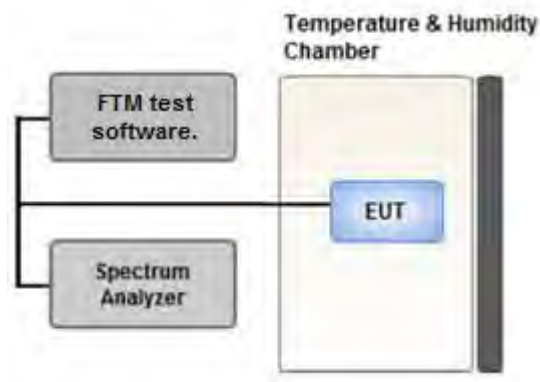 Temperature & Humidity
Chamber
FTM test
software.
EUT
Spectrum
Analyzer